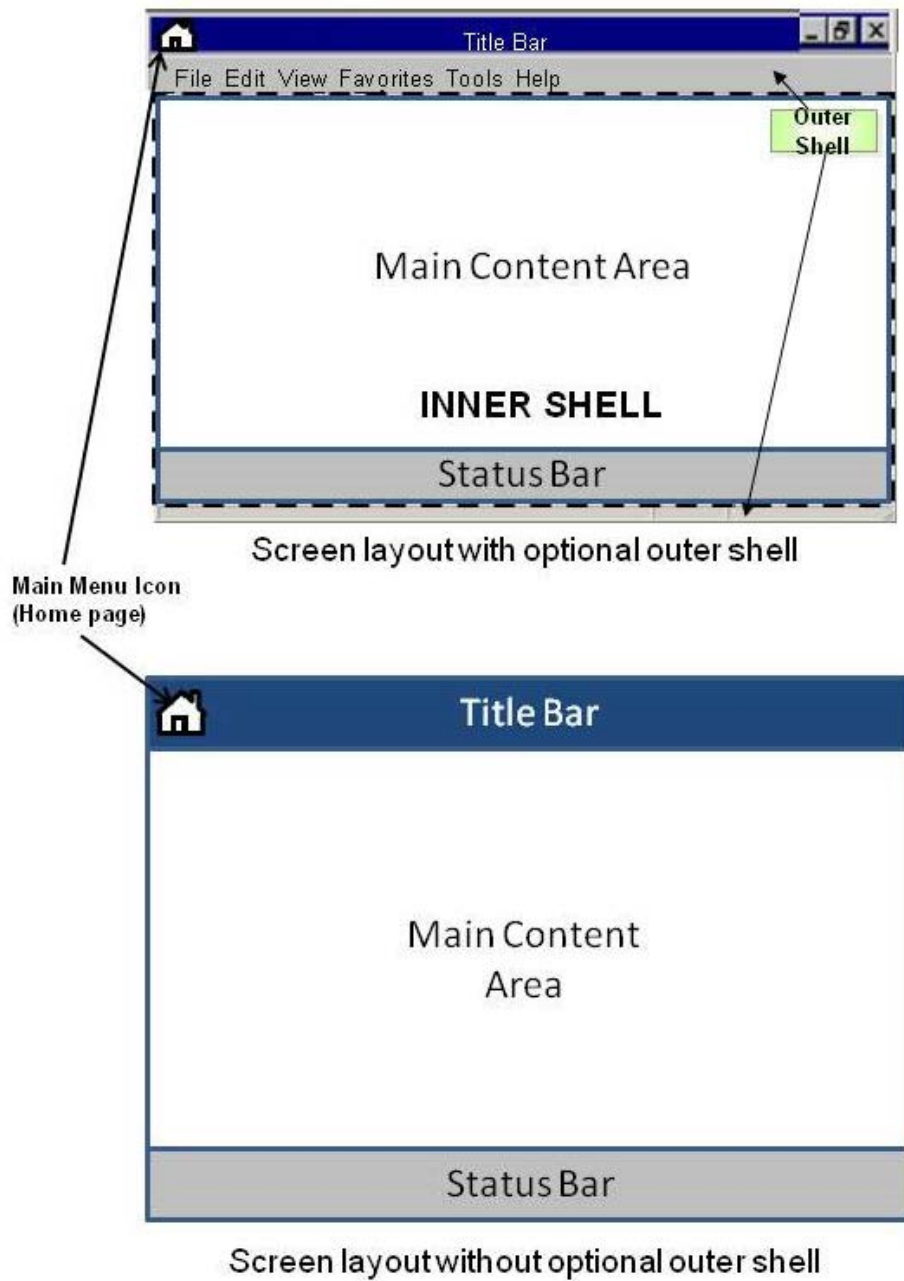 Title Bar
File Edit View Favorites Tools Help
Outer
Shell
Main Content Area
INNER SHELL
Status Bar
Screen layout with optional outer shell
Main Menu Icon
(Home page)
Title Bar
Main Content
Area
Status Bar
Screen layout without optional outer shell